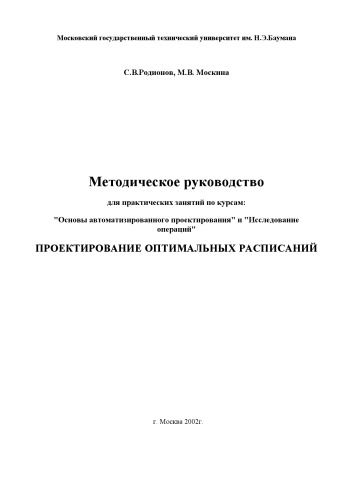 Московский государственный технический университет им. Н.Э.Баумана
С.В.Родионов, М.В. Москина
Методическое руководство
для практических занятий по курсам:
"Основы автоматизированного проектирования" и "Исследование
операций"
ПРОЕКТИРОВАНИЕ ОПТИМАЛЬНЫХ РАСПИСАНИЙ
г. Москва 2002г.